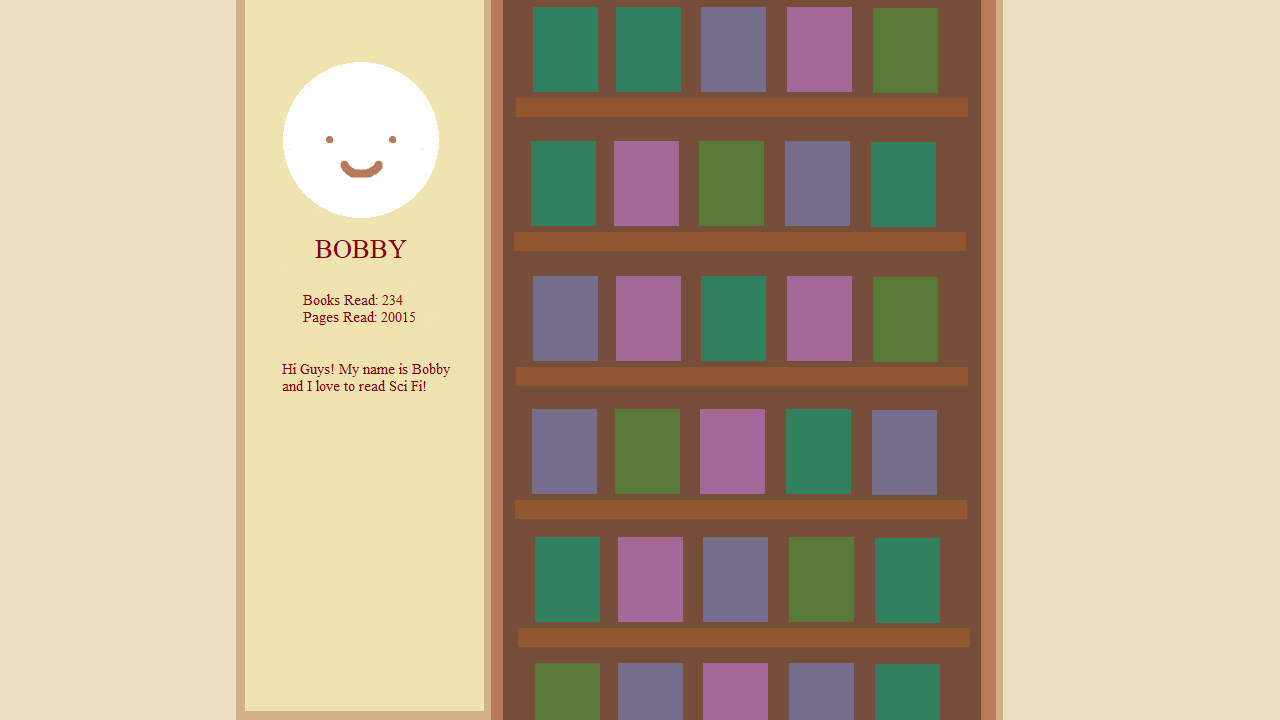 BOBBY
Books Read: 234
Pages Read: 20015
Hi Guys! My name is Bobby
and I love to read Sci Fi!